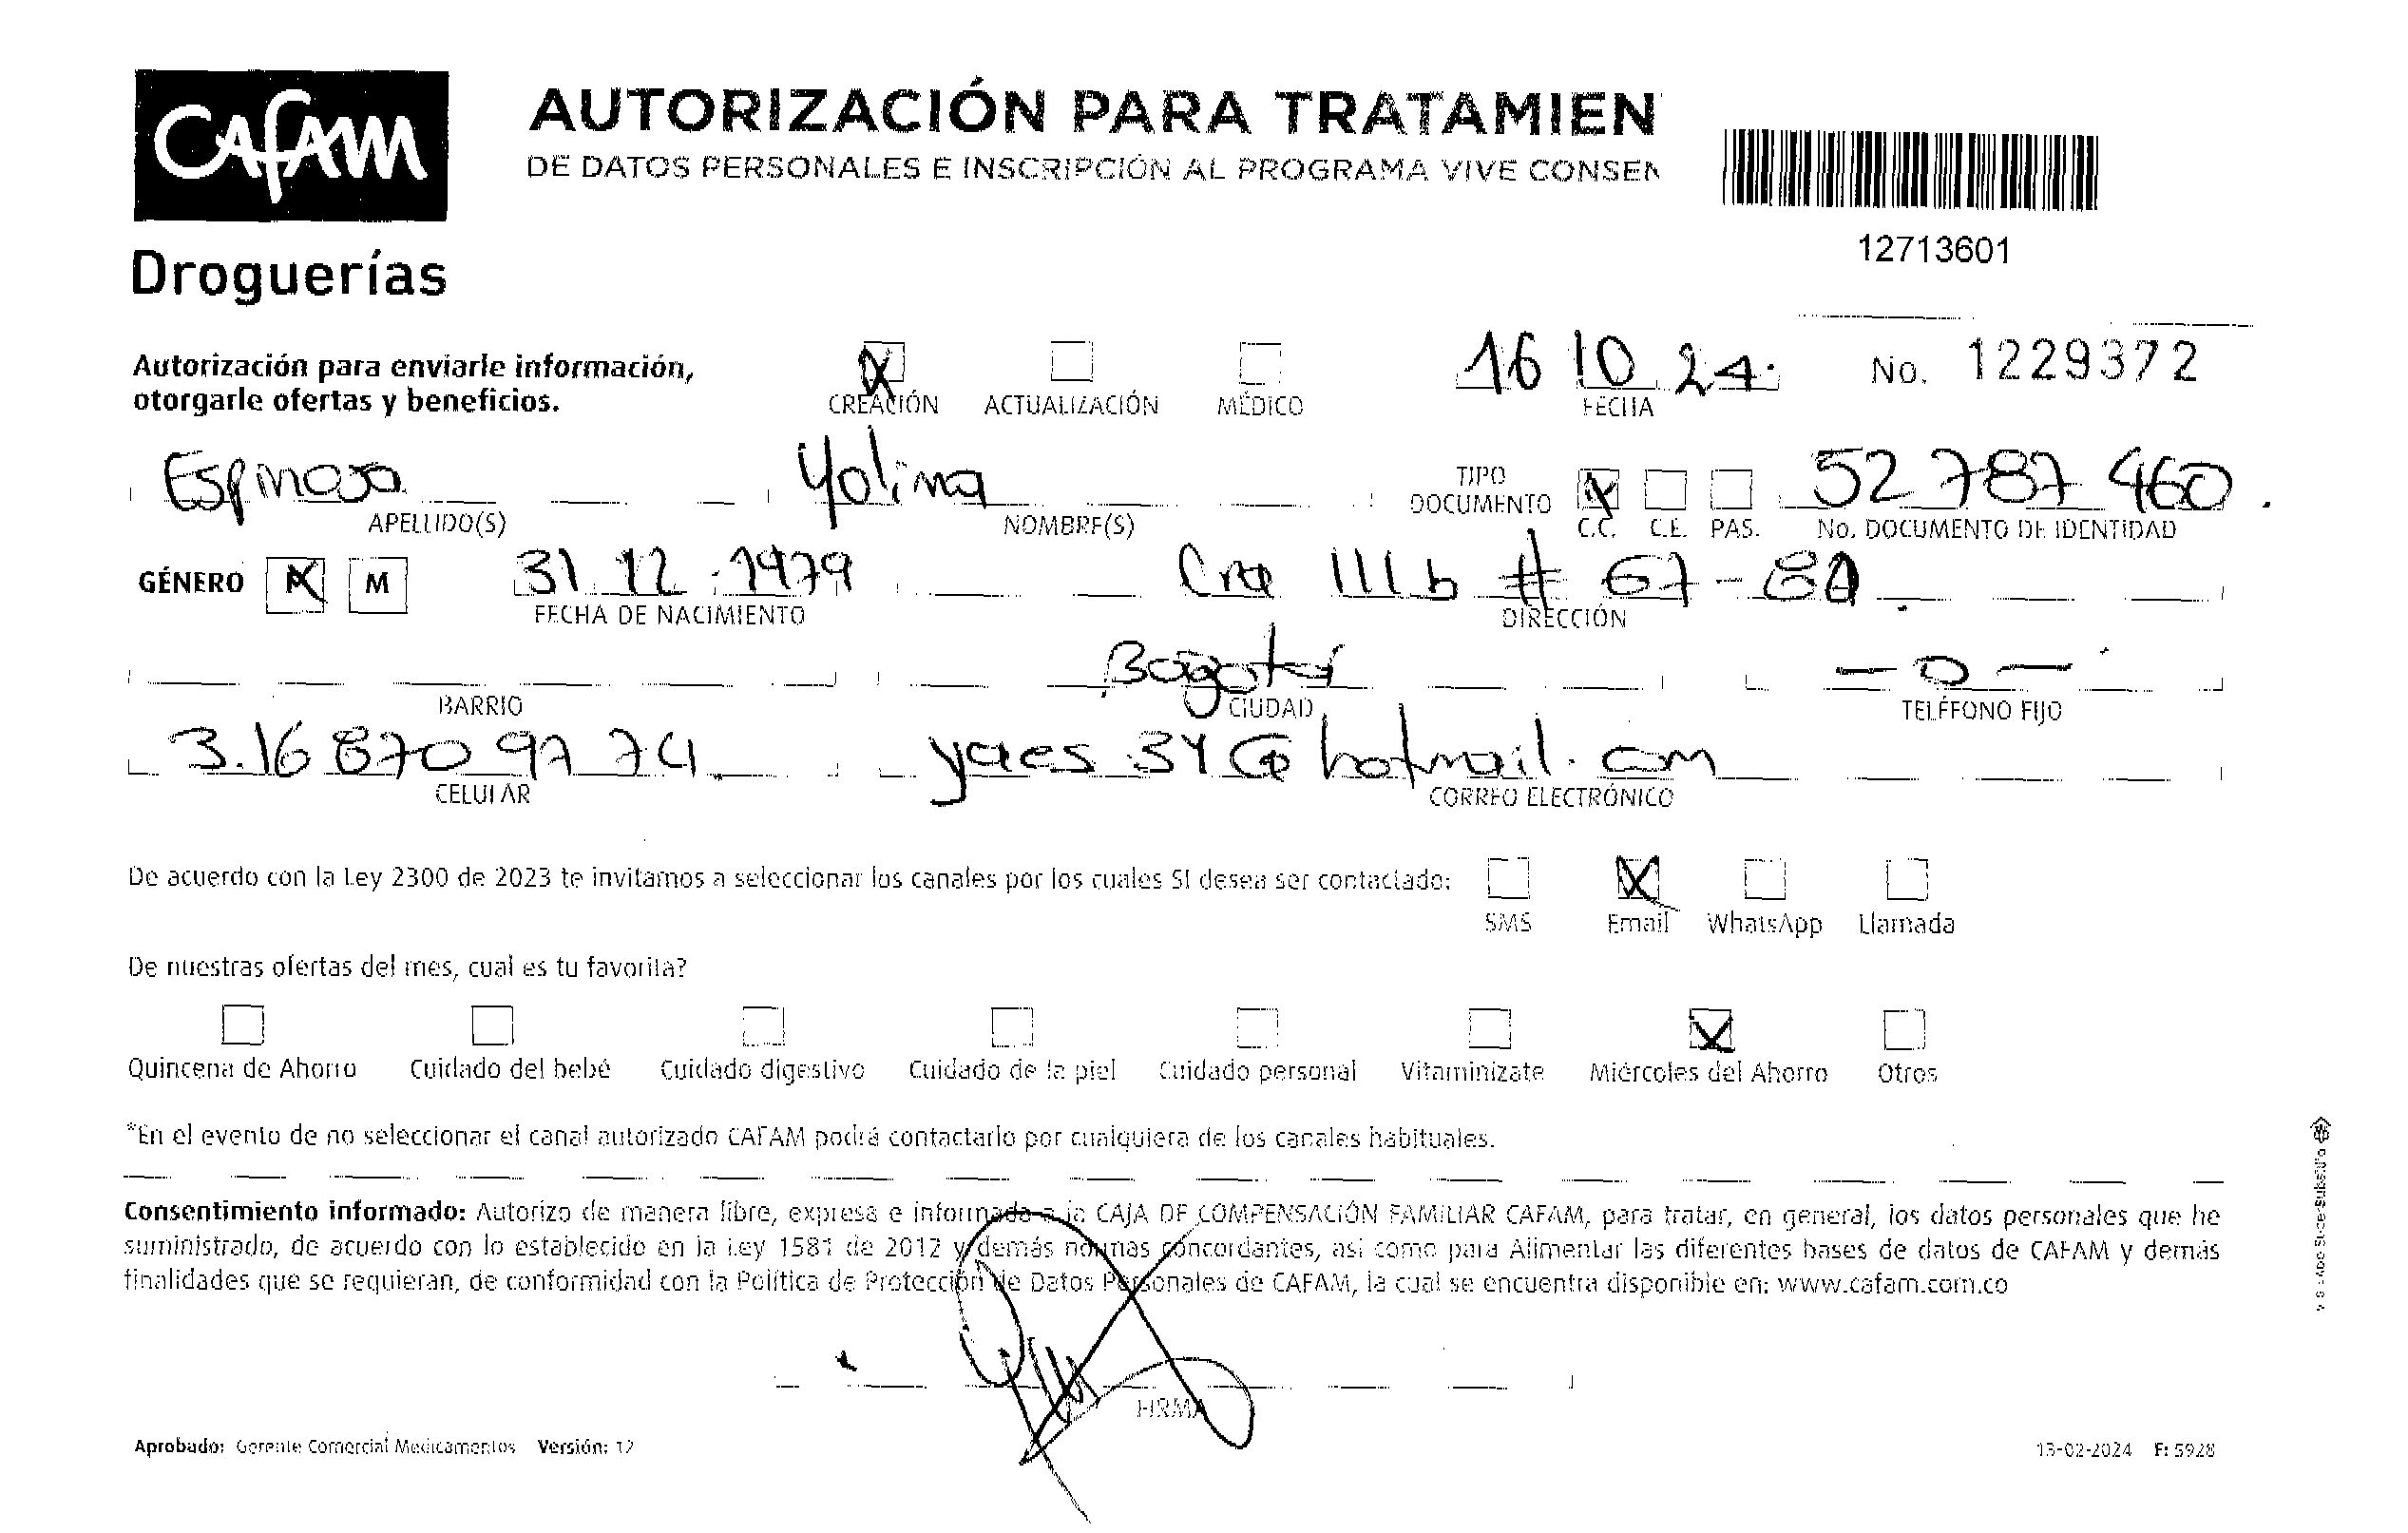 CAFAM
Droguerías
AUTORIZACIÓN PARA TRATAMIEN
DE DATOS PERSONALES E INSCRIPCIÓN AL PROGRAMA VIVE CONSEN
12713601
Autorización para enviarle información,
otorgarle ofertas y beneficios.
X
CREACIÓN ACTUALIZACIÓN MÉDICO
16 10 24.
FECHA
No. 1229372
Espinosa Yolima
APELLIDO(S) NOMBRE(S)
TIPO
DOCUMENTO
X
C.C. C.E. PAS.
52 787 460.
No. DOCUMENTO DE IDENTIDAD
GÉNERO X M
31 12 1979
FECHA DE NACIMIENTO
Cra 111b # 67-80.
DIRECCIÓN
Bogotá
— 0 —
BARRIO CIUDAD TELÉFONO FIJO
3.16 870 97 74. @hotmail.com
CELULAR CORREO ELECTRÓNICO
De acuerdo con la Ley 2300 de 2023 te invitamos a seleccionar los canales por los cuales SI desea ser contactado:
X
SMS Email WhatsApp Llamada
De nuestras ofertas del mes, cual es tu favorita?
X
Quincena de Ahorro Cuidado del bebé Cuidado digestivo Cuidado de la piel Cuidado personal Vitaminizate Miércoles del Ahorro Otros
*En el evento de no seleccionar el canal autorizado CAFAM podrá contactarlo por cualquiera de los canales habituales.
Consentimiento informado: Autorizo de manera libre, expresa e informada a la CAJA DE COMPENSACIÓN FAMILIAR CAFAM, para tratar, en general, los datos personales que he
suministrado, de acuerdo con lo establecido en la Ley 1581 de 2012 y demás normas concordantes, asi como para Alimentar las diferentes bases de datos de CAFAM y demás
finalidades que se requieran, de conformidad con la Política de Protección de Datos Personales de CAFAM, la cual se encuentra disponible en: www.cafam.com.co
FIRMA
Aprobado: Gerente Comercial Medicamentos Versión: 12
13-02-2024 F: 5928